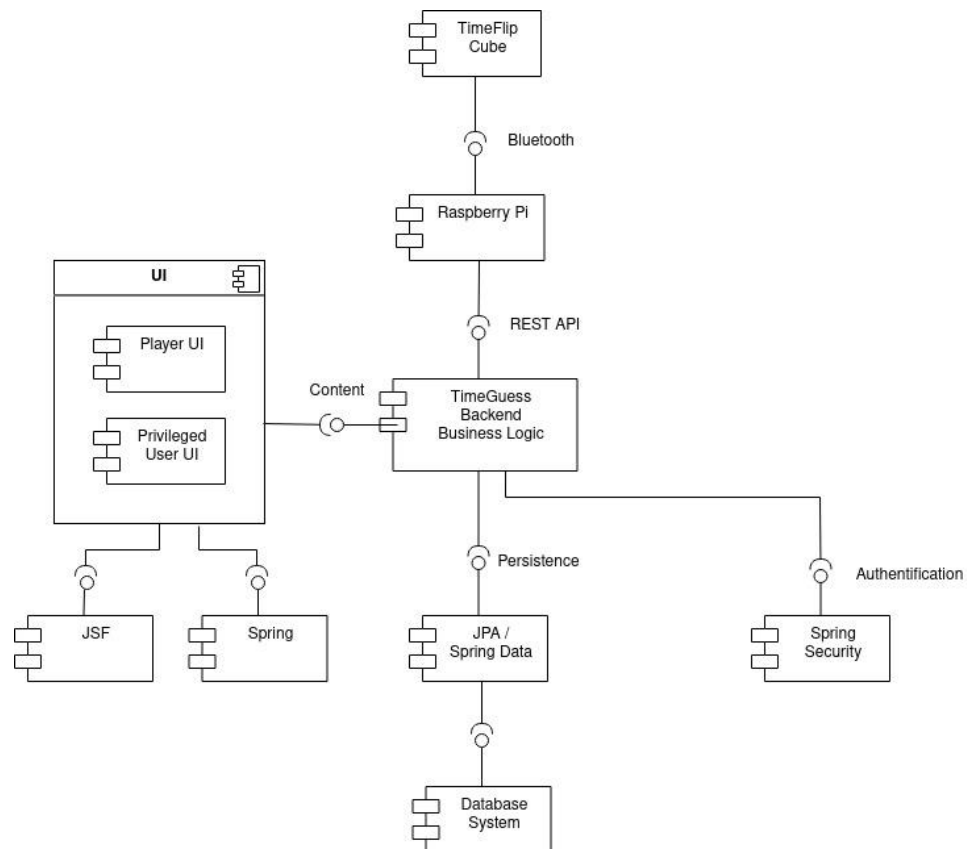 TimeFlip
Cube
Bluetooth
Raspberry Pi
UI
REST API
Player UI
Content
TimeGuess
Backend
Business Logic
Privileged
User UI
Persistence
Authentification
JSF
Spring
JPA /
Spring Data
Spring
Security
Database
System